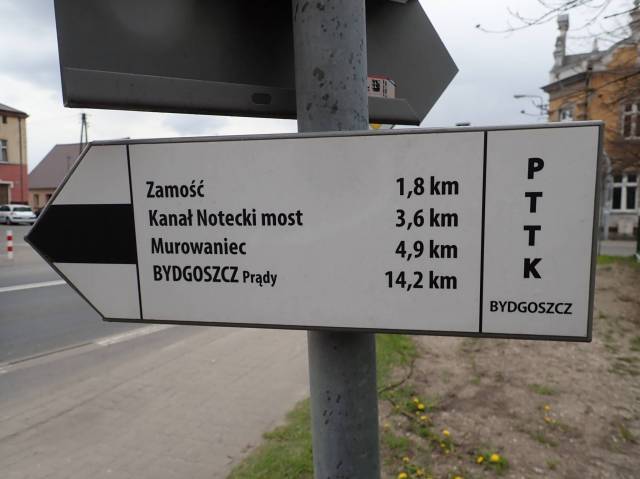 Zamość 1,8 km
Kanał Notecki most 3,6 km
Murowaniec 4,9 km
BYDGOSZCZ Prądy 14,2 km
PTTK
BYDGOSZCZ